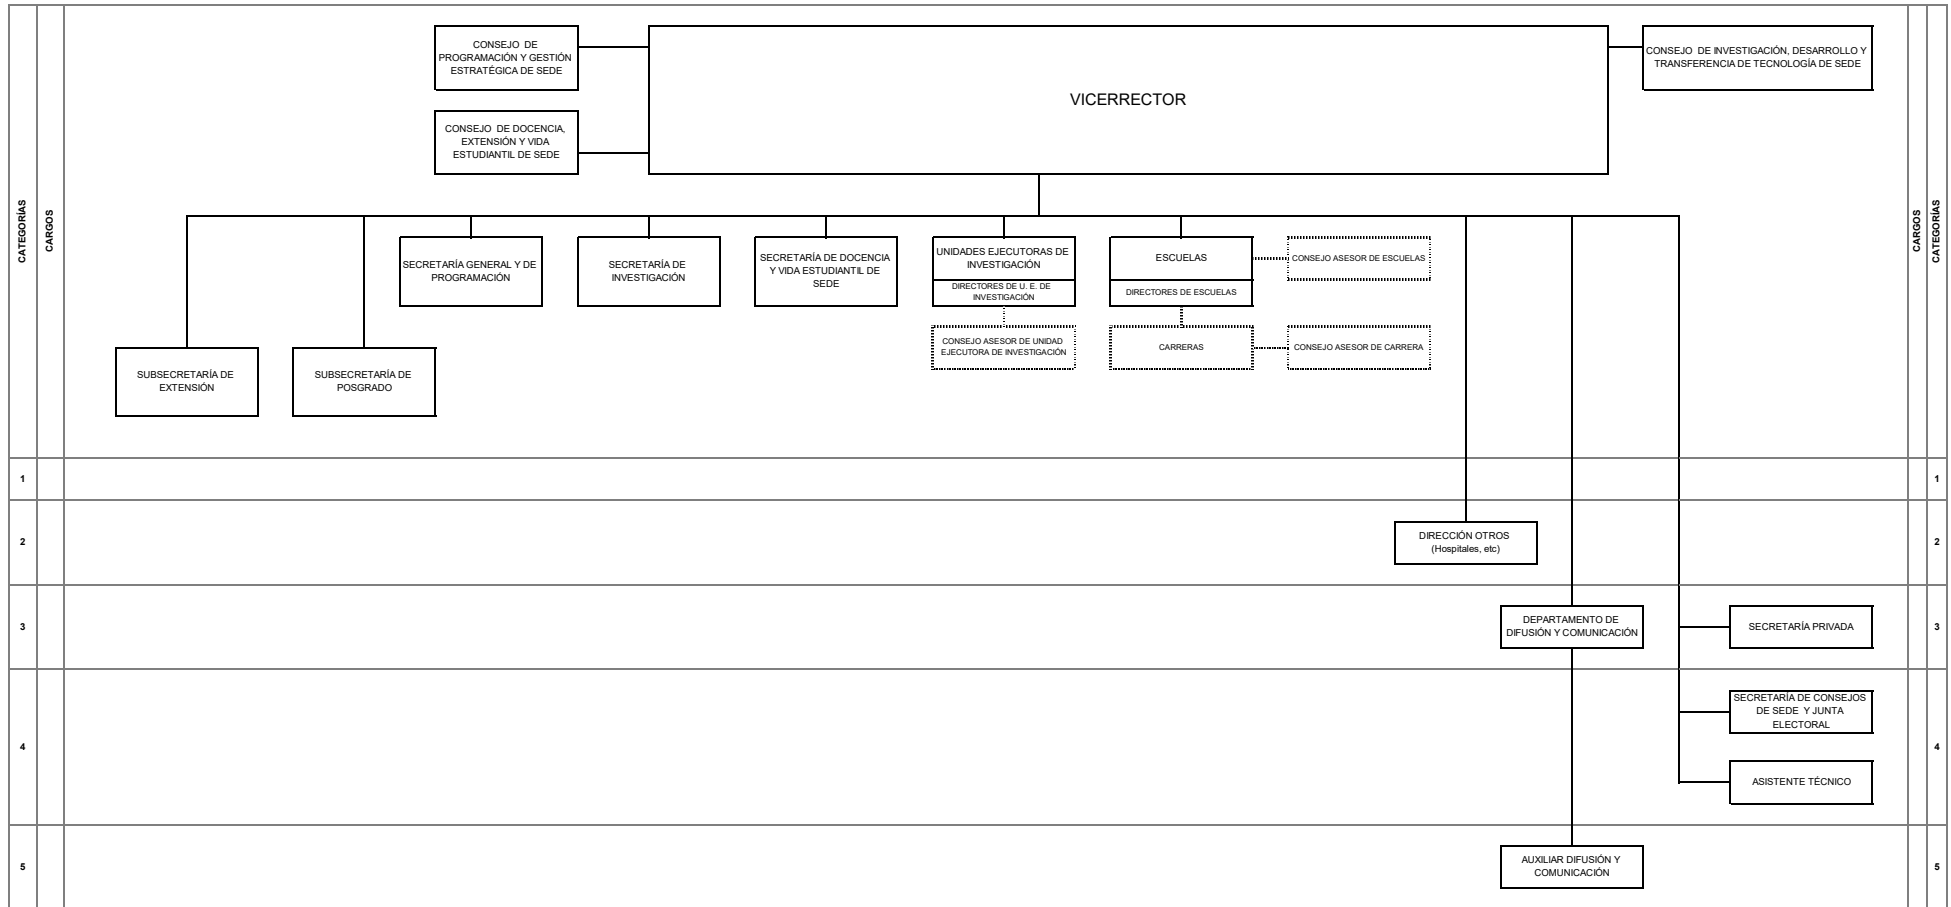 CONSEJO DE
PROGRAMACIÓN Y GESTIÓN
ESTRATÉGICA DE SEDE
VICERRECTOR
CONSEJO DE INVESTIGACIÓN, DESARROLLO Y
TRANSFERENCIA DE TECNOLOGÍA DE SEDE
CONSEJO DE DOCENCIA,
EXTENSIÓN Y VIDA
ESTUDIANTIL DE SEDE
CATEGORÍAS
CARGOS
CARGOS
CATEGORÍAS
SECRETARÍA GENERAL Y DE
PROGRAMACIÓN
SECRETARÍA DE
INVESTIGACIÓN
SECRETARÍA DE DOCENCIA
Y VIDA ESTUDIANTIL DE
SEDE
UNIDADES EJECUTORAS DE
INVESTIGACIÓN
DIRECTORES DE U. E. DE
INVESTIGACIÓN
ESCUELAS
DIRECTORES DE ESCUELAS
CONSEJO ASESOR DE ESCUELAS
CONSEJO ASESOR DE UNIDAD
EJECUTORA DE INVESTIGACIÓN
CARRERAS
CONSEJO ASESOR DE CARRERA
SUBSECRETARÍA DE
EXTENSIÓN
SUBSECRETARÍA DE
POSGRADO
1
1
2
DIRECCIÓN OTROS
(Hospitales, etc)
2
3
DEPARTAMENTO DE
DIFUSIÓN Y COMUNICACIÓN
SECRETARÍA PRIVADA
3
4
SECRETARÍA DE CONSEJOS
DE SEDE Y JUNTA
ELECTORAL
ASISTENTE TÉCNICO
4
5
AUXILIAR DIFUSIÓN Y
COMUNICACIÓN
5